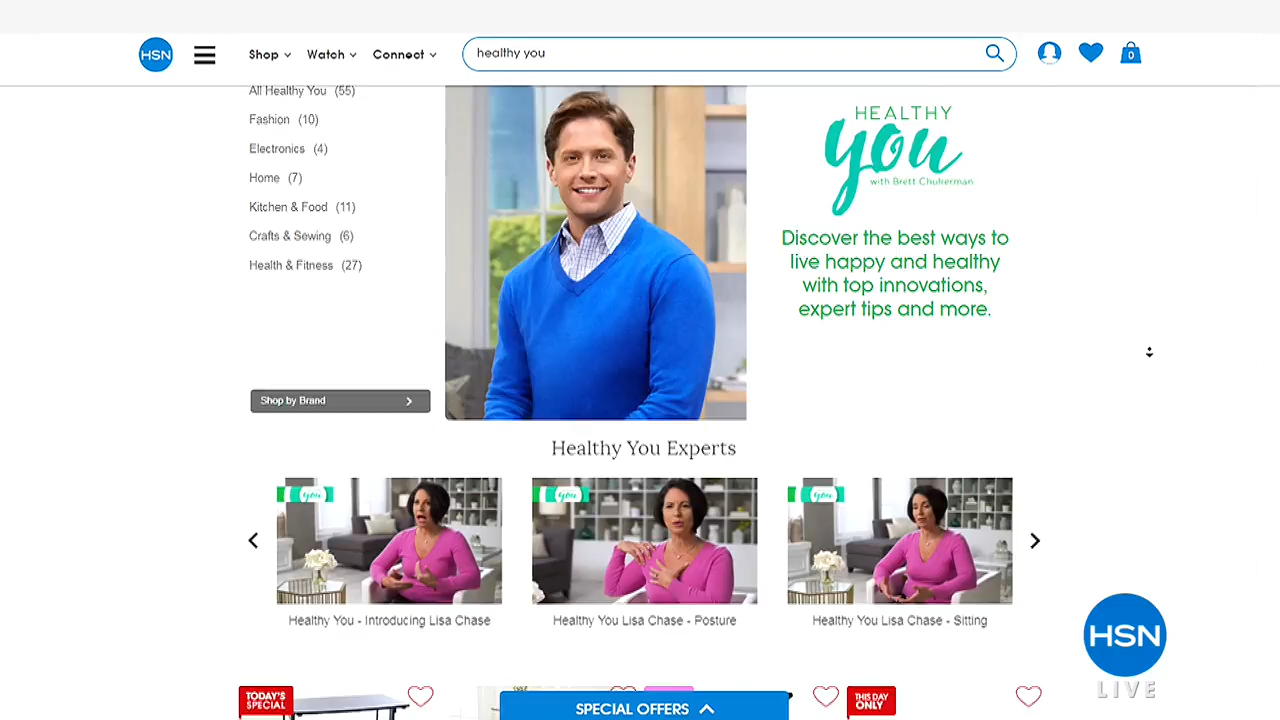 HSN
Shop
Watch
Connect
healthy you
0
All Healthy You (55)
Fashion (10)
Electronics (4)
Home (7)
Kitchen & Food (11)
Crafts & Sewing (6)
Health & Fitness (27)
Shop by Brand
HEALTHY
you
with Brett Chukerman
Discover the best ways to
live happy and healthy
with top innovations,
expert tips and more.
Healthy You Experts
you
you
you
Healthy You - Introducing Lisa Chase
Healthy You Lisa Chase - Posture
Healthy You Lisa Chase - Sitting
TODAY'S
SPECIAL
THIS DAY
ONLY
SPECIAL OFFERS
HSN
LIVE